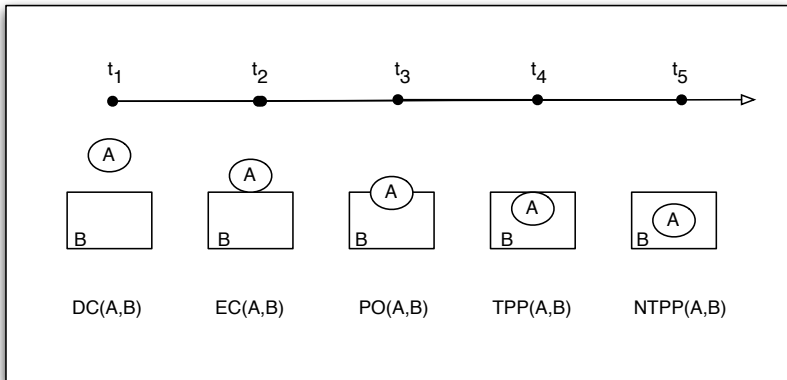 t1 t2 t3 t4 t5
A A A A A
B B B B B
DC(A,B) EC(A,B) PO(A,B) TPP(A,B) NTPP(A,B)